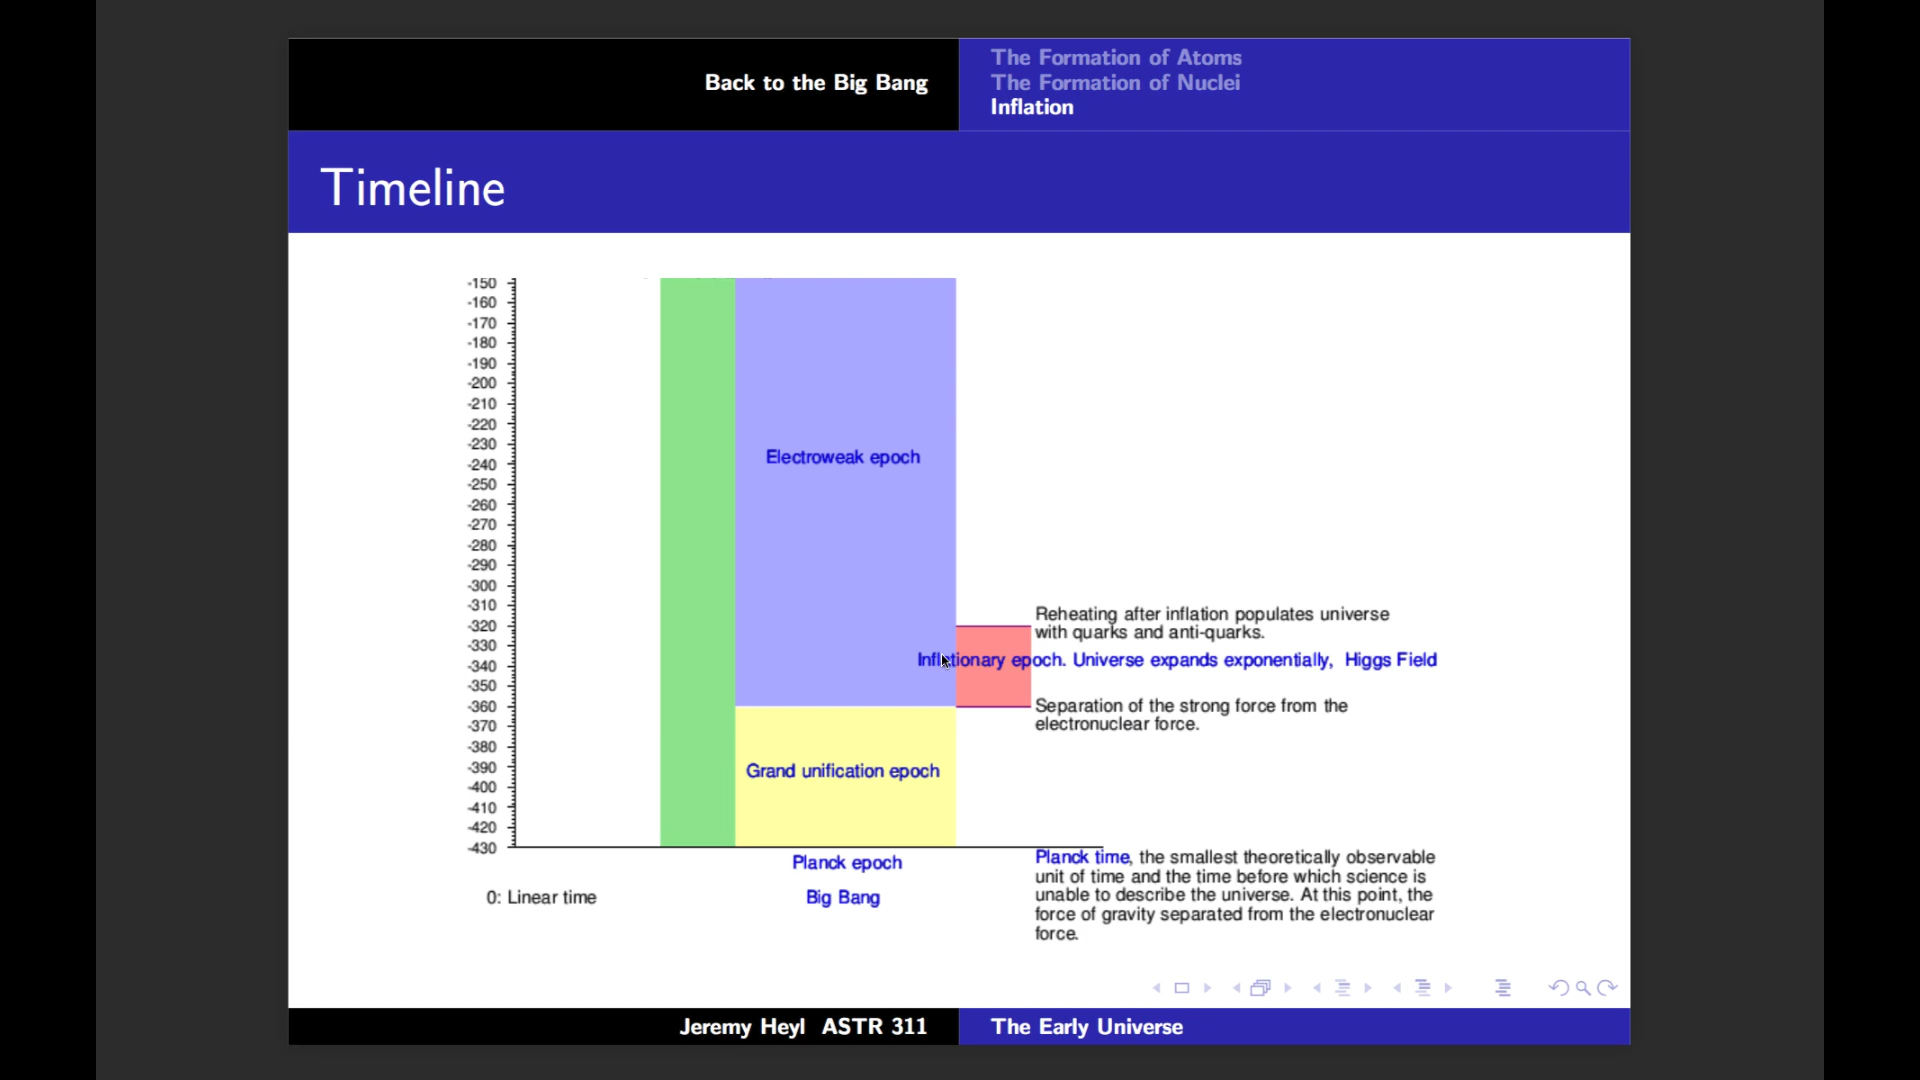 Back to the Big Bang
The Formation of Atoms
The Formation of Nuclei
Inflation
Timeline
-150
-160
-170
-180
-190
-200
-210
-220
-230
-240
-250
-260
-270
-280
-290
-300
-310
-320
-330
-340
-350
-360
-370
-380
-390
-400
-410
-420
-430
Electroweak epoch
Reheating after inflation populates universe
with quarks and anti-quarks.
Inflationary epoch. Universe expands exponentially, Higgs Field
Separation of the strong force from the
electronuclear force.
Grand unification epoch
Planck epoch
Big Bang
0: Linear time
Planck time, the smallest theoretically observable
unit of time and the time before which science is
unable to describe the universe. At this point, the
force of gravity separated from the electronuclear
force.
Jeremy Heyl ASTR 311
The Early Universe